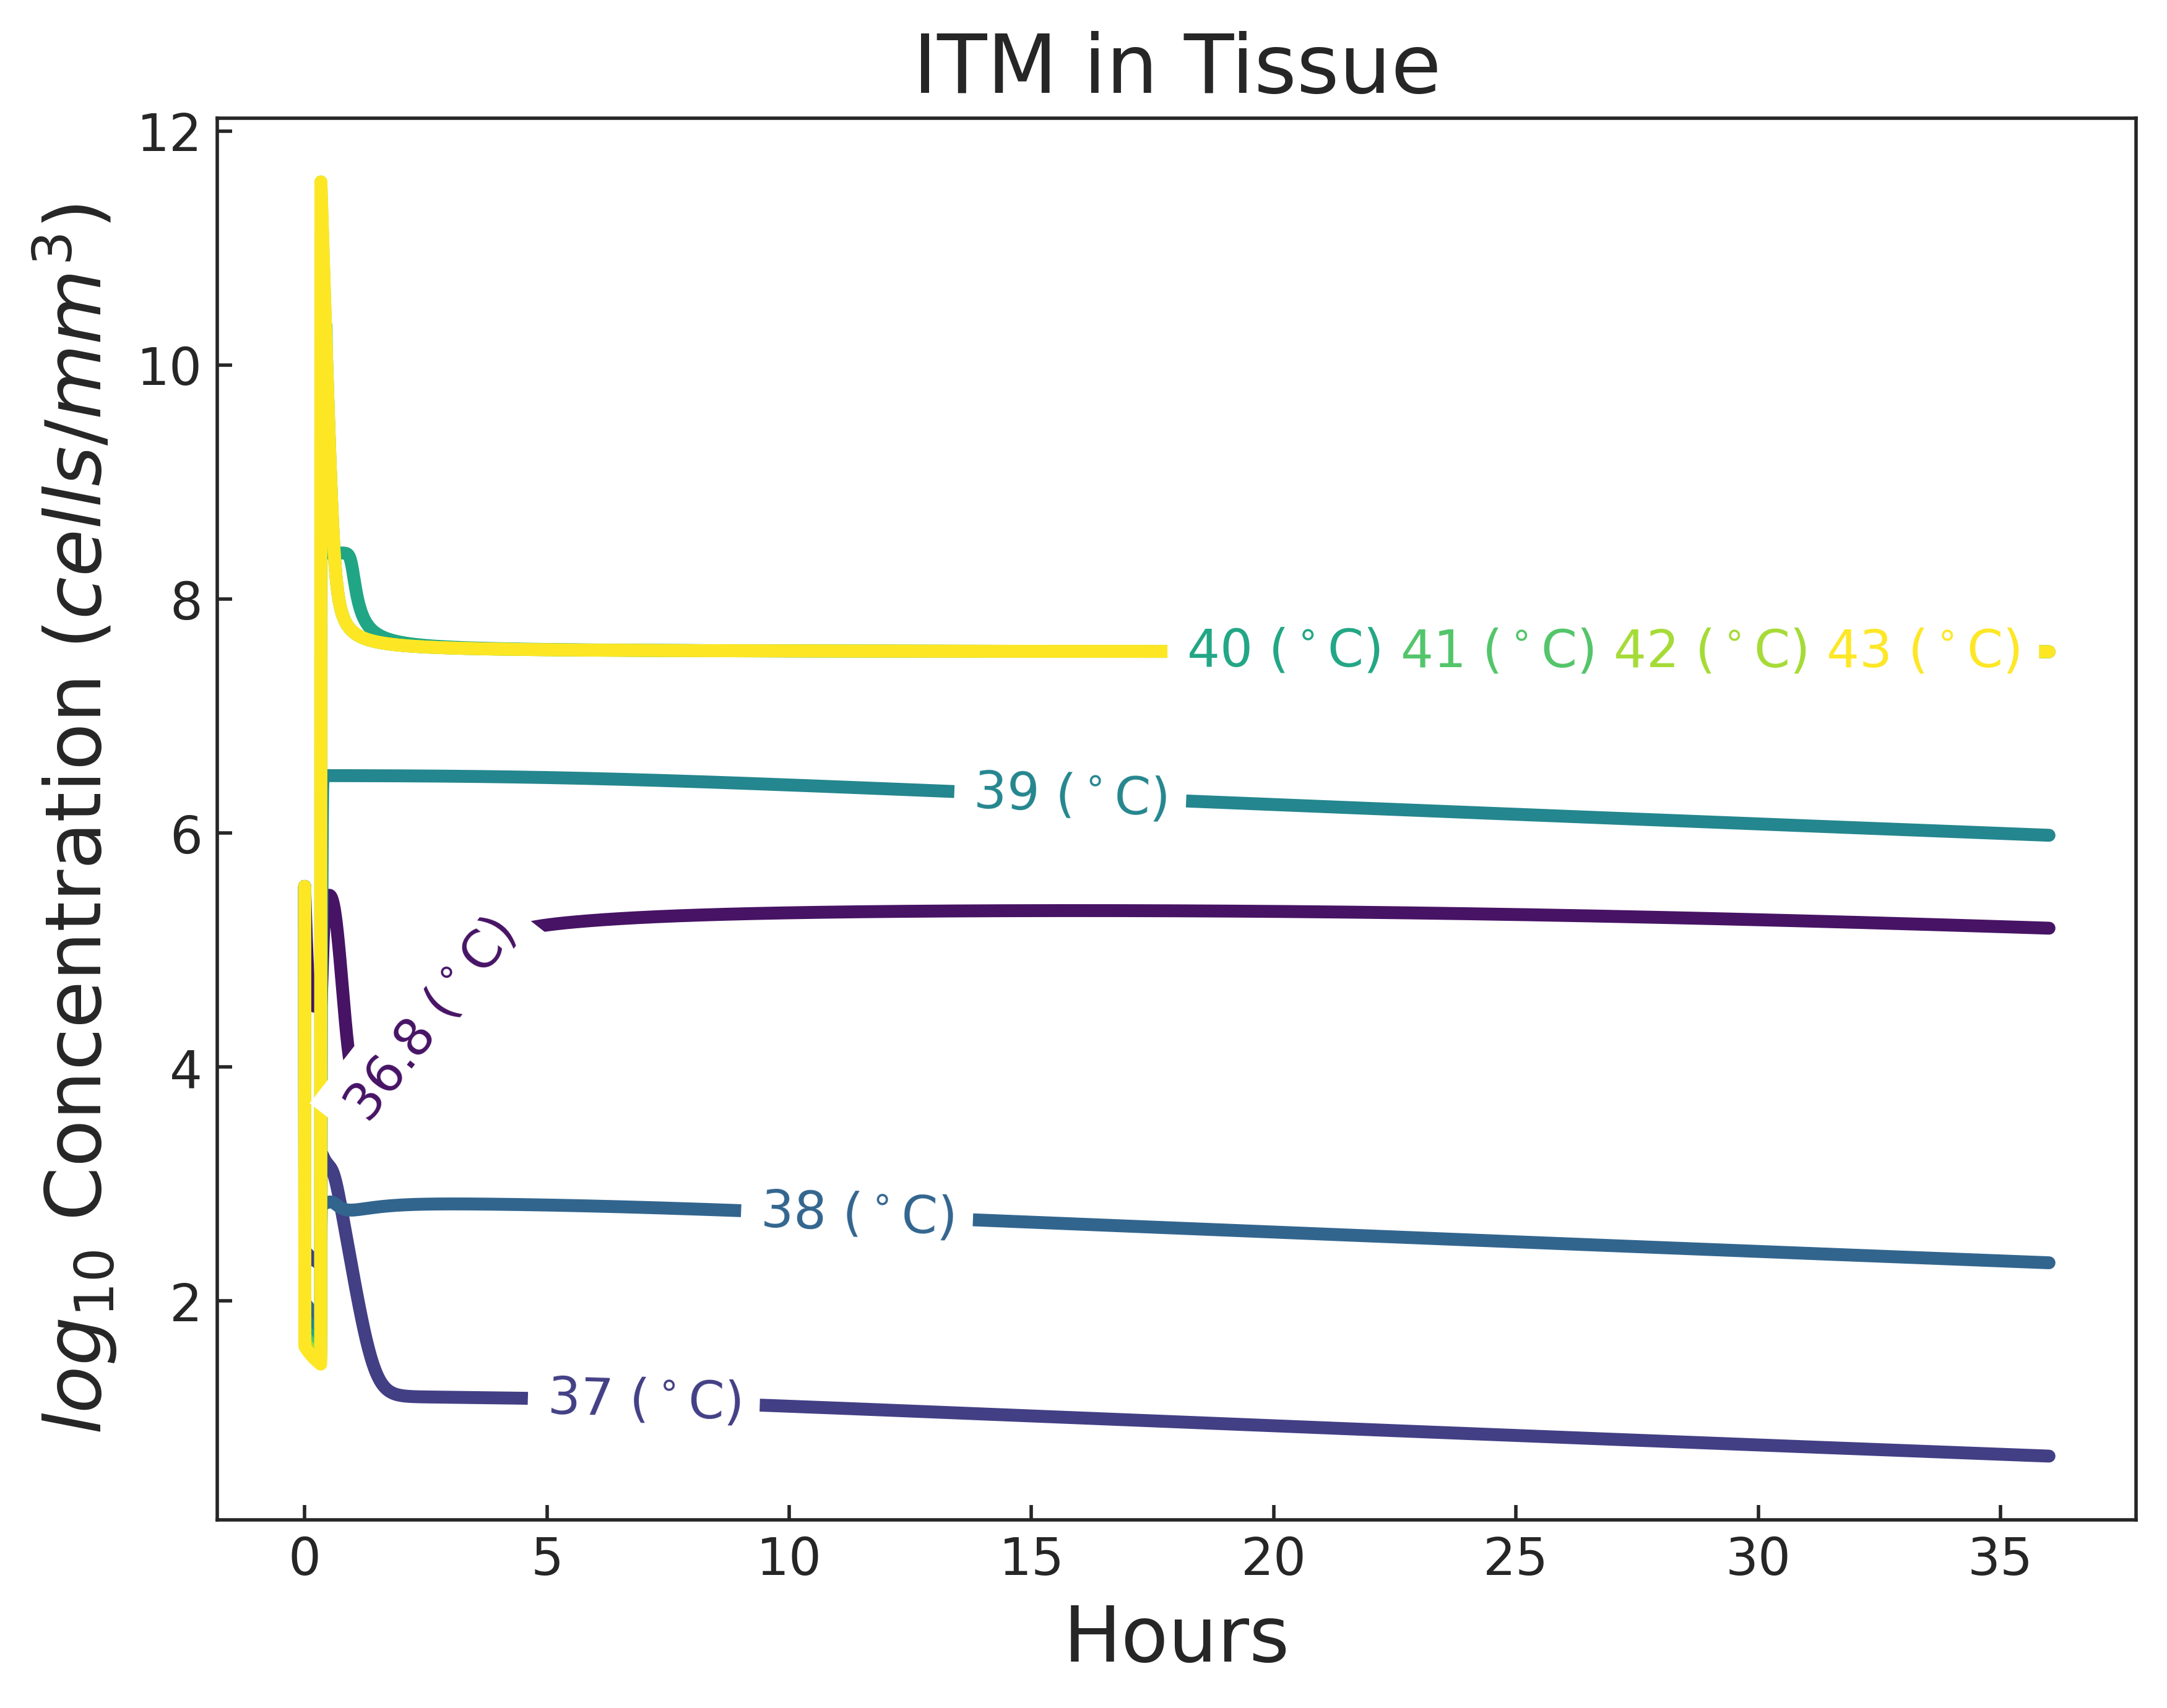 ITM in Tissue
log₁₀ Concentration (cells/mm³)
12
10
8
6
4
2
40 (°C) 41 (°C) 42 (°C) 43 (°C)
39 (°C)
36.8 (°C)
38 (°C)
37 (°C)
0 5 10 15 20 25 30 35
Hours